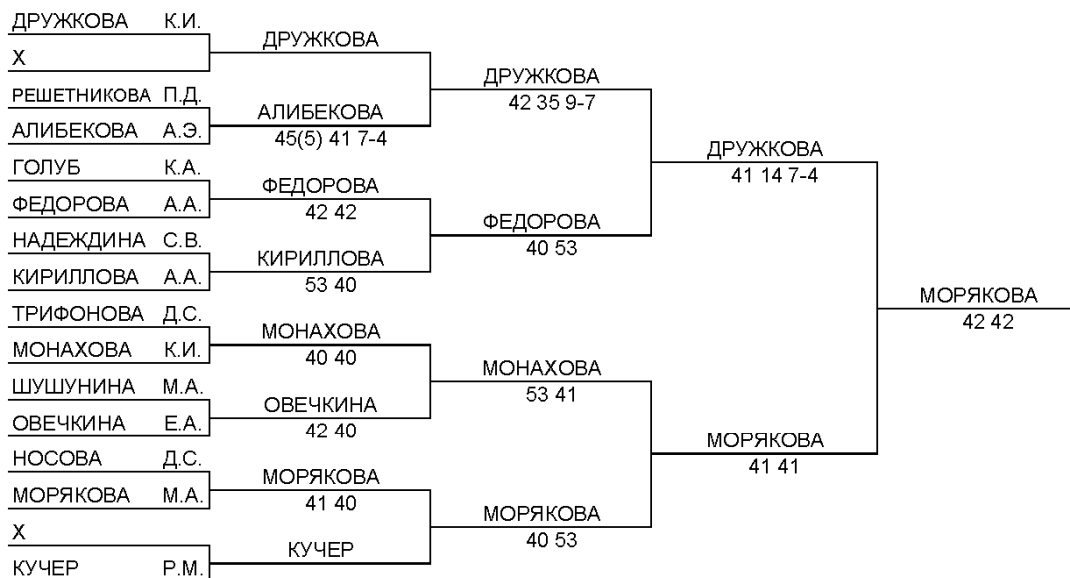 ДРУЖКОВА К.И.
X
РЕШЕТНИКОВА П.Д.
АЛИБЕКОВА А.Э.
ГОЛУБ К.А.
ФЕДОРОВА А.А.
НАДЕЖДИНА С.В.
КИРИЛЛОВА А.А.
ТРИФОНОВА Д.С.
МОНАХОВА К.И.
ШУШУНИНА М.А.
ОВЕЧКИНА Е.А.
НОСОВА Д.С.
МОРЯКОВА М.А.
X
КУЧЕР Р.М.
ДРУЖКОВА
АЛИБЕКОВА
45(5) 41 7-4
ФЕДОРОВА
42 42
КИРИЛЛОВА
53 40
МОНАХОВА
40 40
ОВЕЧКИНА
42 40
МОРЯКОВА
41 40
КУЧЕР
ДРУЖКОВА
42 35 9-7
ФЕДОРОВА
40 53
МОНАХОВА
53 41
МОРЯКОВА
40 53
ДРУЖКОВА
41 14 7-4
МОРЯКОВА
41 41
МОРЯКОВА
42 42